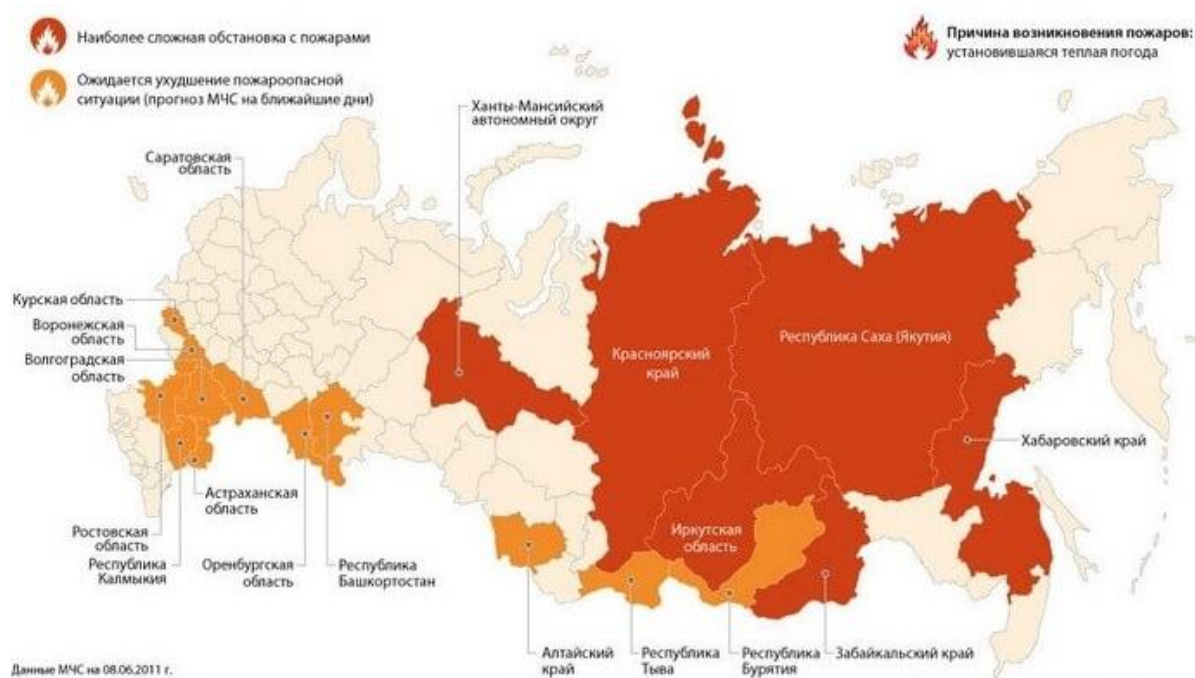 Наиболее сложная обстановка с пожарами
Ожидается ухудшение пожароопасной
ситуации (прогноз МЧС на ближайшие дни)
Причина возникновения пожаров:
установившаяся теплая погода
Ханты-Мансийский
автономный округ
Саратовская
область
Курская область
Воронежская
область
Волгоградская
область
Красноярский
край
Республика Саха (Якутия)
Хабаровский край
Иркутская
область
Астраханская
область
Ростовская
область
Республика
Калмыкия
Оренбургская
область
Республика
Башкортостан
Алтайский
край
Республика
Тыва
Республика
Бурятия
Забайкальский край
Данные МЧС на 08.06.2011 г.